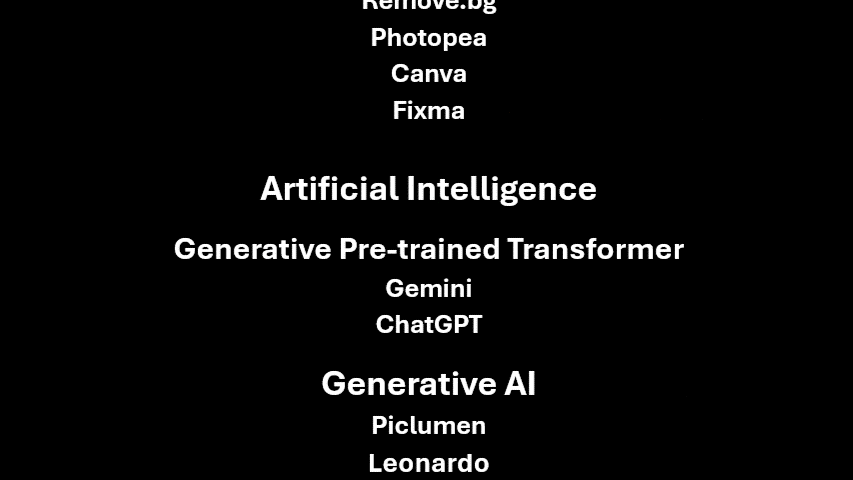 Remove.bg
Photopea
Canva
Fixma
Artificial Intelligence
Generative Pre-trained Transformer
Gemini
ChatGPT
Generative AI
Piclumen
Leonardo